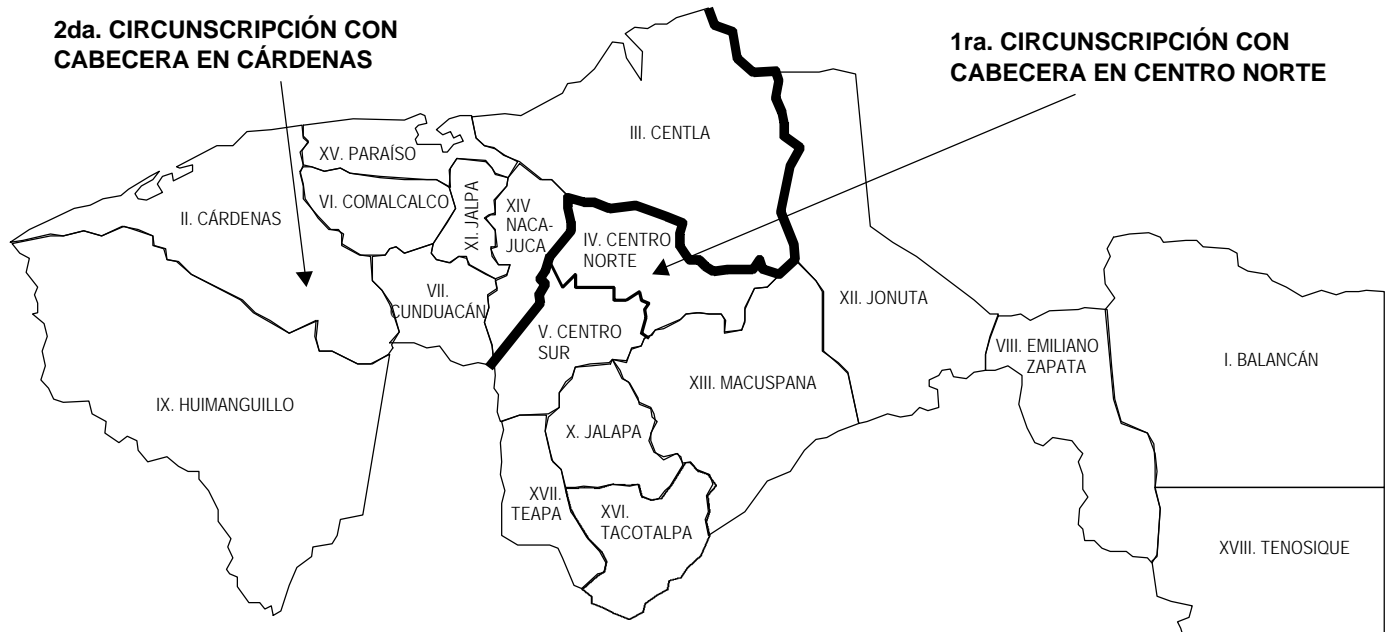 2da. CIRCUNSCRIPCIÓN CON
CABECERA EN CÁRDENAS
1ra. CIRCUNSCRIPCIÓN CON
CABECERA EN CENTRO NORTE
III. CENTLA
XV. PARAÍSO
VI. COMALCALCO
XI. JALPA
XIV
NACA-
JUCA
II. CÁRDENAS
IV. CENTRO
NORTE
VII.
CUNDUACÁN
XII. JONUTA
V. CENTRO
SUR
VIII. EMILIANO
ZAPATA
I. BALANCÁN
XIII. MACUSPANA
IX. HUIMANGUILLO
X. JALAPA
XVII.
TEAPA
XVI.
TACOTALPA
XVIII. TENOSIQUE